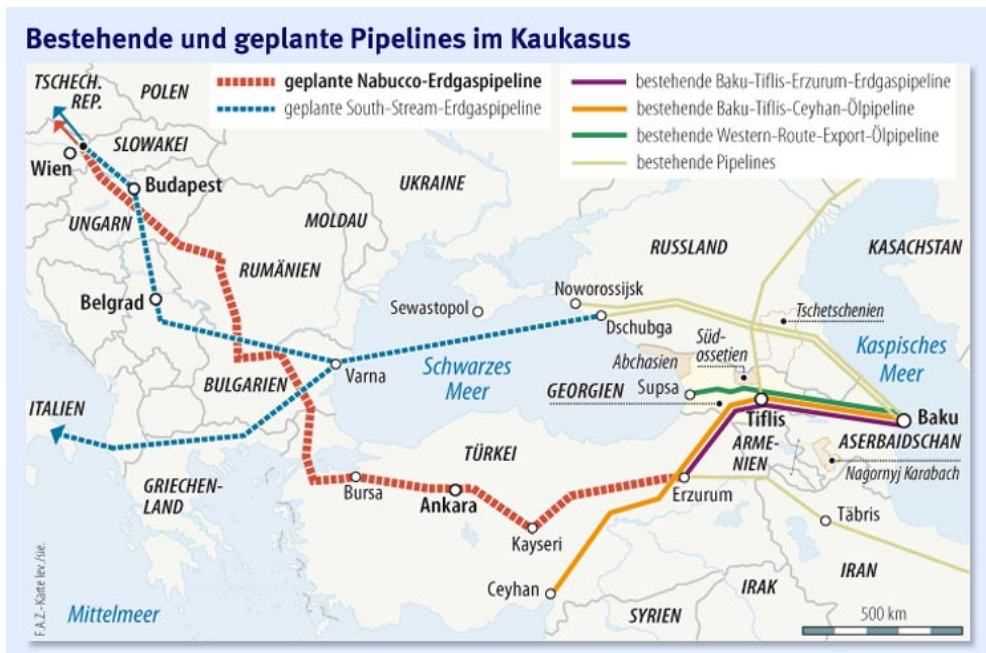 Bestehende und geplante Pipelines im Kaukasus
geplante Nabucco-Erdgaspipeline
geplante South-Stream-Erdgaspipeline
bestehende Baku-Tiflis-Erzurum-Erdgaspipeline
bestehende Baku-Tiflis-Ceyhan-Ölpipeline
bestehende Western-Route-Export-Ölpipeline
bestehende Pipelines
TSCHECH.
REP.
POLEN
SLOWAKEI
Wien
Budapest
UKRAINE
UNGARN
MOLDAU
RUSSLAND
KASACHSTAN
RUMÄNIEN
Belgrad
Sewastopol
Noworossijsk
Dschubga
Tschetschenien
Süd-
ossetien
Abchasien
Kaspisches
Meer
Schwarzes
Meer
Varna
BULGARIEN
GEORGIEN
Supsa
ITALIEN
Tiflis
Baku
ARME-
NIEN
ASERBAIDSCHAN
Nagornyj Karabach
TÜRKEI
GRIECHEN-
LAND
Bursa
Ankara
Erzurum
Kayseri
Täbris
Ceyhan
IRAN
IRAK
SYRIEN
Mittelmeer
500 km
F.A.Z.-Karte lev./sie.